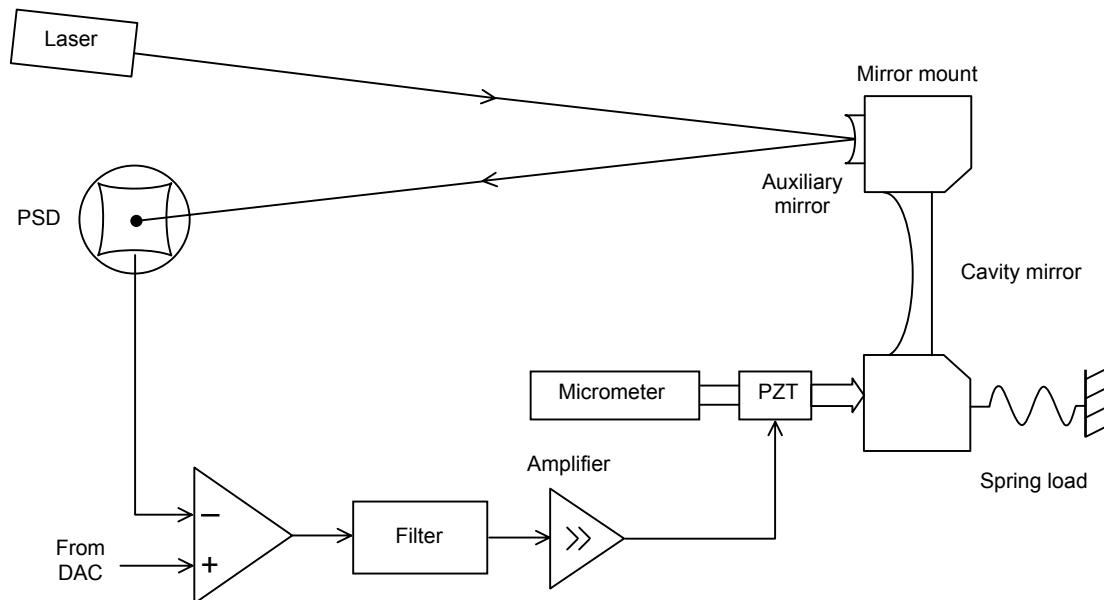 Laser
Mirror mount
PSD
Auxiliary
mirror
Cavity mirror
Micrometer
PZT
Amplifier
Spring load
−
From
DAC
+
Filter